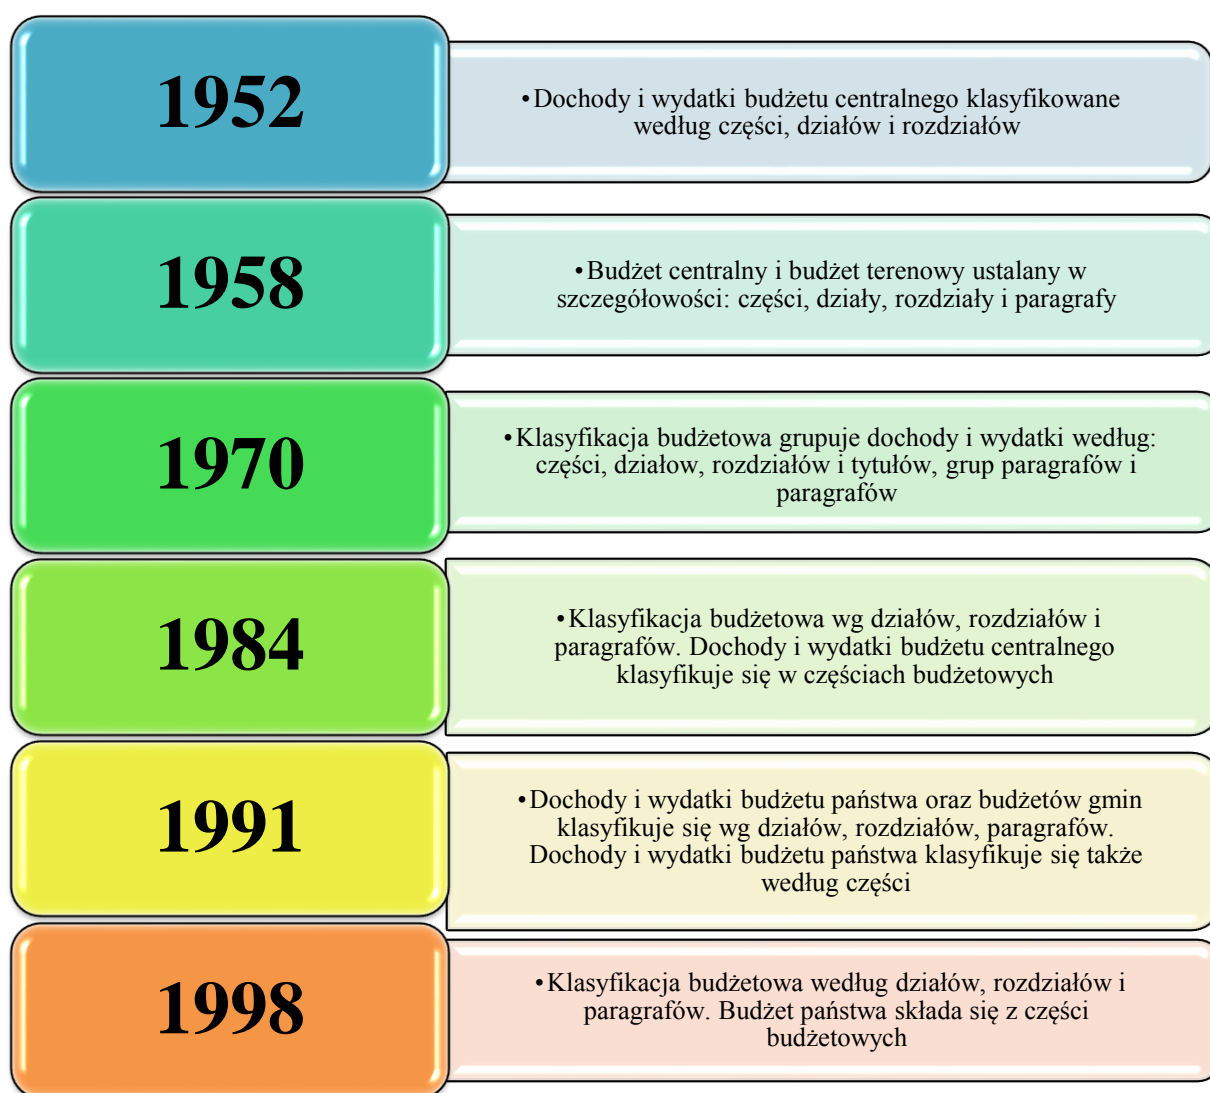 1952
•Dochody i wydatki budżetu centralnego klasyfikowane
według części, działów i rozdziałów
1958
•Budżet centralny i budżet terenowy ustalany w
szczegółowości: części, działy, rozdziały i paragrafy
1970
•Klasyfikacja budżetowa grupuje dochody i wydatki według:
części, działow, rozdziałów i tytułów, grup paragrafów i
paragrafów
1984
•Klasyfikacja budżetowa wg działów, rozdziałów i
paragrafów. Dochody i wydatki budżetu centralnego
klasyfikuje się w częściach budżetowych
1991
•Dochody i wydatki budżetu państwa oraz budżetów gmin
klasyfikuje się wg działów, rozdziałów, paragrafów.
Dochody i wydatki budżetu państwa klasyfikuje się także
według części
1998
•Klasyfikacja budżetowa według działów, rozdziałów i
paragrafów. Budżet państwa składa się z części
budżetowych